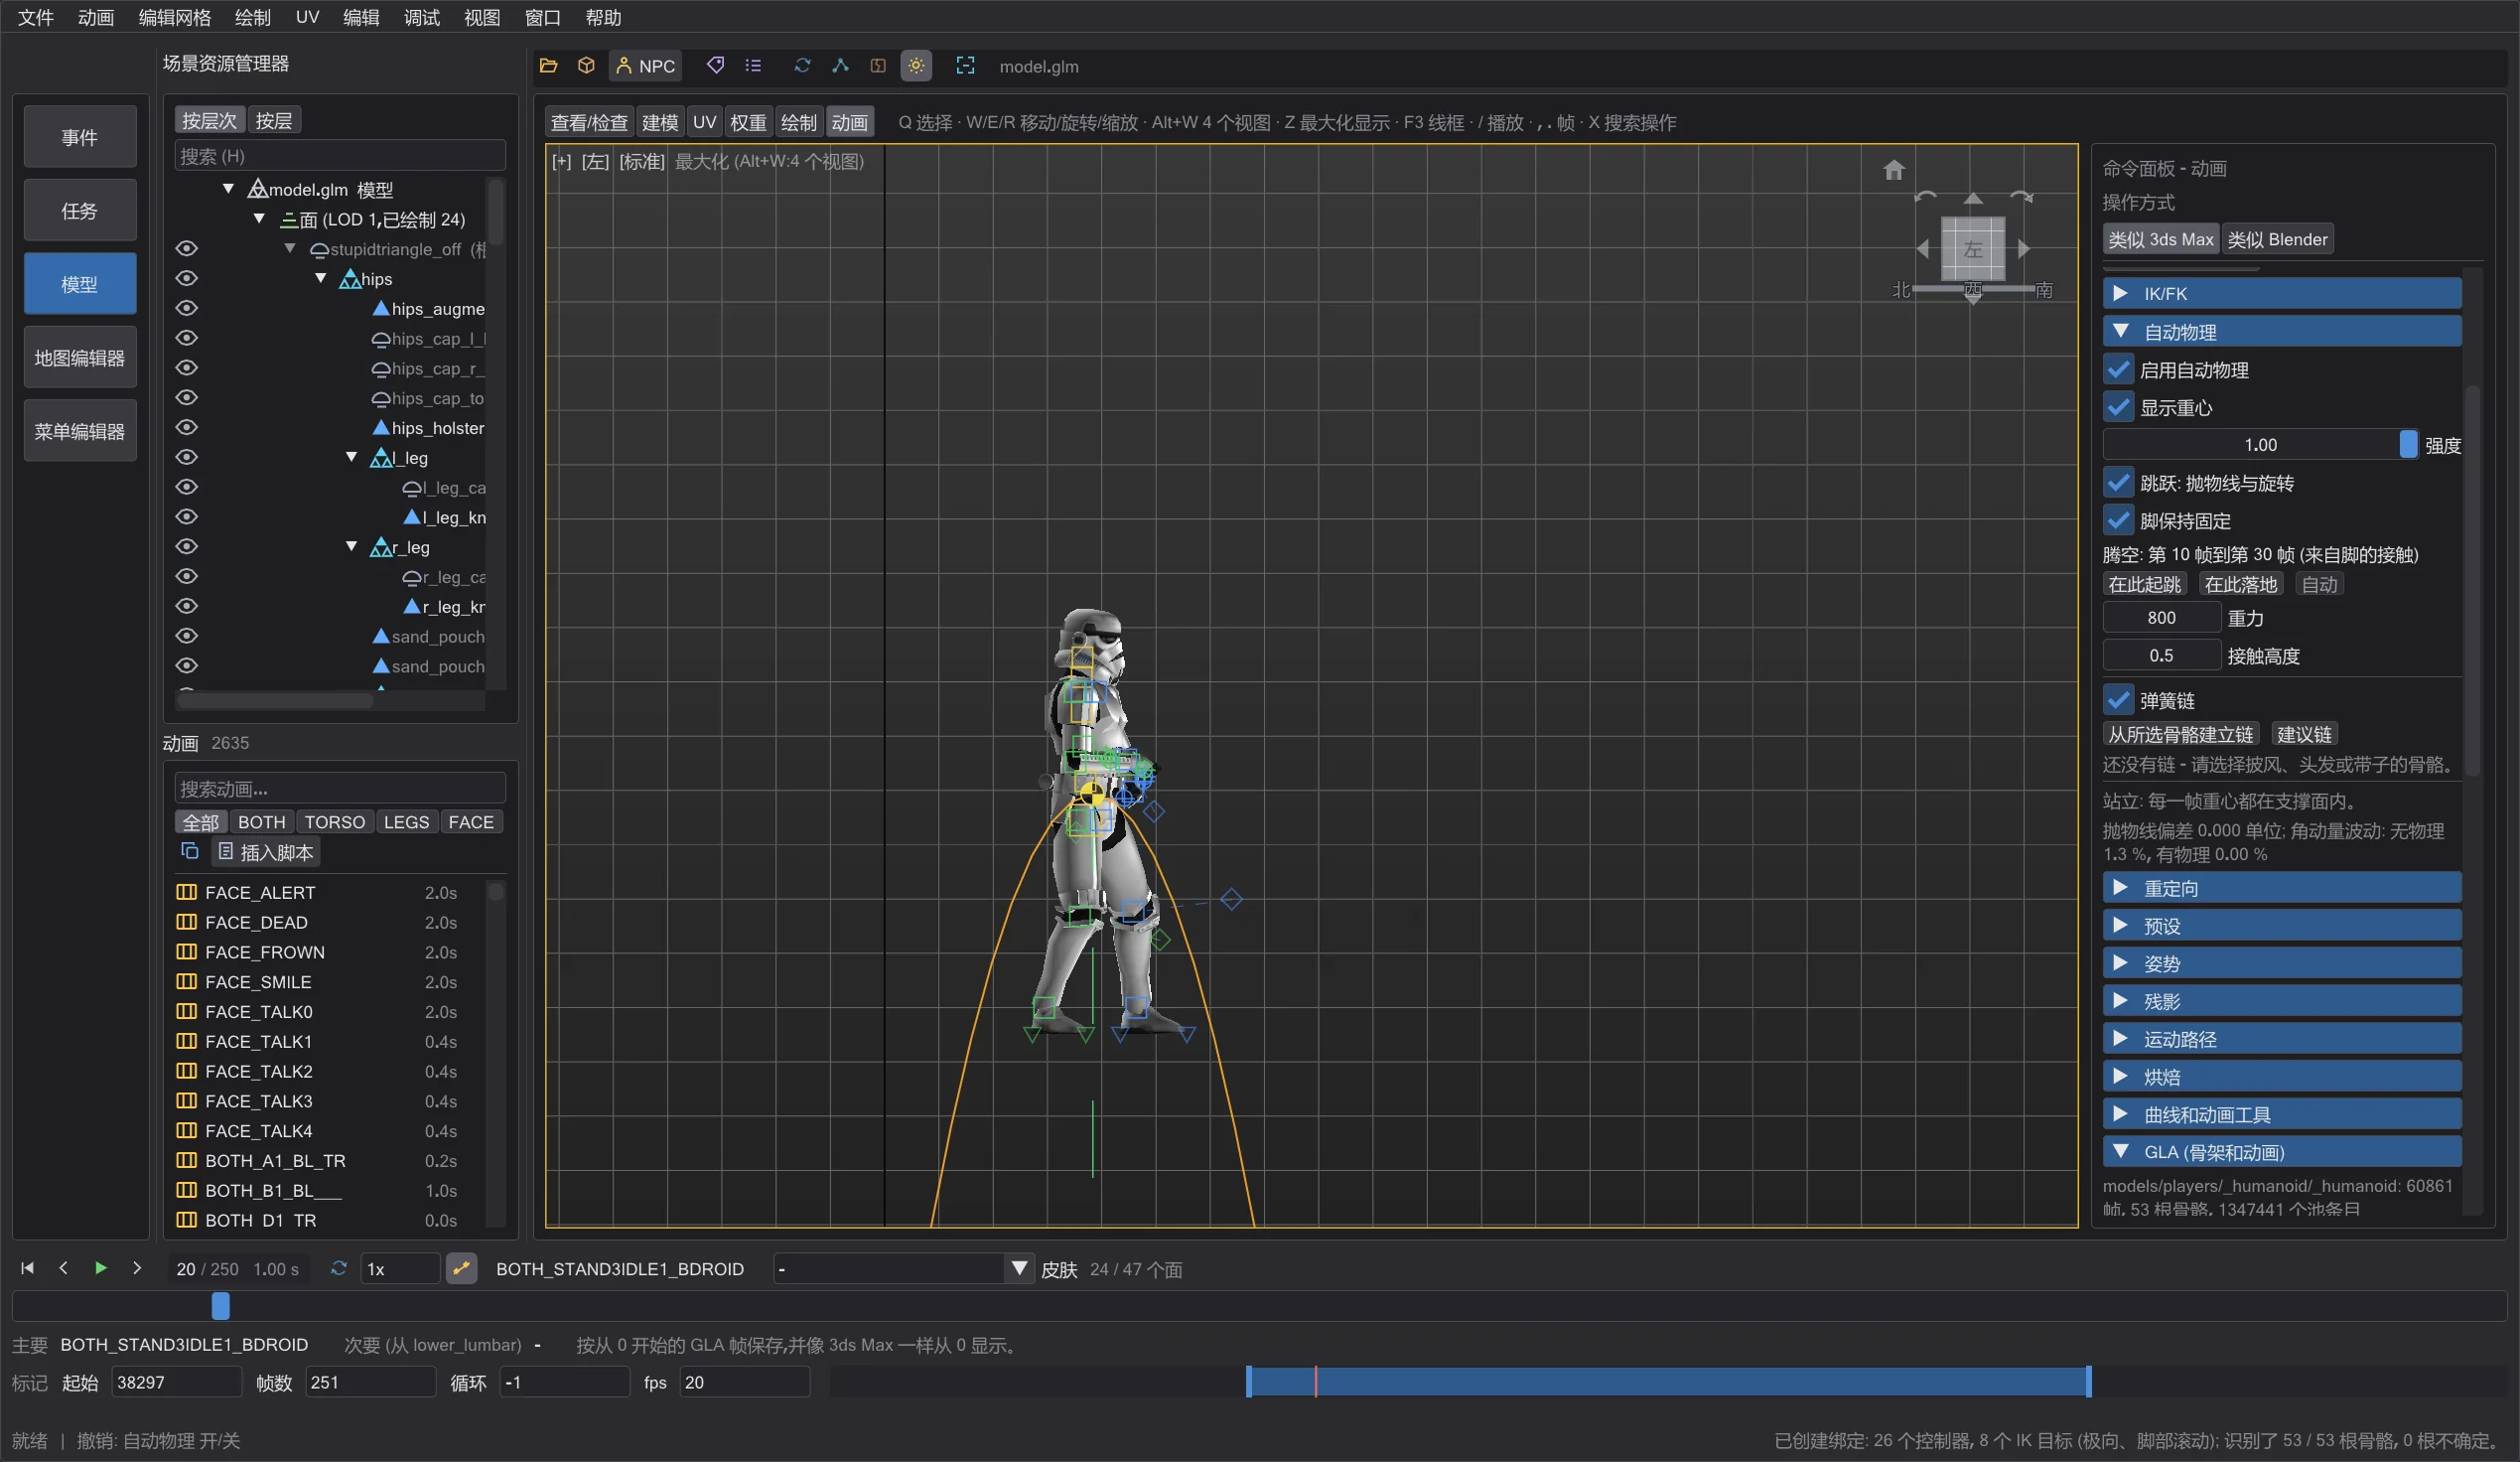 文件 动画 编辑网格 绘制 UV 编辑 调试 视图 窗口 帮助
场景资源管理器
NPC
model.glm
事件
任务
模型
地图编辑器
菜单编辑器
按层次 按层
搜索 (H)
model.glm 模型
面 (LOD 1,已绘制 24)
stupidtriangle_off
hips
hips_augme
hips_cap_l_
hips_cap_r_
hips_cap_to
hips_holster
l_leg
l_leg_ca
l_leg_kn
r_leg
r_leg_ca
r_leg_kn
sand_pouch
sand_pouch
动画 2635
搜索动画...
全部 BOTH TORSO LEGS FACE
插入脚本
FACE_ALERT 2.0s
FACE_DEAD 2.0s
FACE_FROWN 2.0s
FACE_SMILE 2.0s
FACE_TALK0 2.0s
FACE_TALK1 0.4s
FACE_TALK2 0.4s
FACE_TALK3 0.4s
FACE_TALK4 0.4s
BOTH_A1_BL_TR 0.2s
BOTH_B1_BL___ 1.0s
BOTH_D1_TR 0.0s
查看/检查 建模 UV 权重 绘制 动画 Q 选择 · W/E/R 移动/旋转/缩放 · Alt+W 4 个视图 · Z 最大化显示 · F3 线框 · / 播放 · , . 帧 · X 搜索操作
[+] [左] [标准] 最大化 (Alt+W:4 个视图)
左
北 西 南
命令面板 - 动画
操作方式
类似 3ds Max 类似 Blender
IK/FK
自动物理
启用自动物理
显示重心
1.00 强度
跳跃: 抛物线与旋转
脚保持固定
腾空: 第 10 帧到第 30 帧 (来自脚的接触)
在此起跳 在此落地 自动
800 重力
0.5 接触高度
弹簧链
从所选骨骼建立链 建议链
还没有链 - 请选择披风、头发或带子的骨骼。
站立: 每一帧重心都在支撑面内。
抛物线偏差 0.000 单位; 角动量波动: 无物理
1.3 %, 有物理 0.00 %
重定向
预设
姿势
残影
运动路径
烘焙
曲线和动画工具
GLA (骨架和动画)
models/players/_humanoid/_humanoid: 60861
帧, 53 根骨骼, 1347441 个池条目
20 / 250 1.00 s 1x BOTH_STAND3IDLE1_BDROID - 皮肤 24 / 47 个面
主要 BOTH_STAND3IDLE1_BDROID 次要 (从 lower_lumbar) - 按从 0 开始的 GLA 帧保存,并像 3ds Max 一样从 0 显示。
标记 起始 38297 帧数 251 循环 -1 fps 20
就绪 | 撤销: 自动物理 开/关
已创建绑定: 26 个控制器, 8 个 IK 目标 (极向、脚部滚动); 识别了 53 / 53 根骨骼, 0 根不确定。